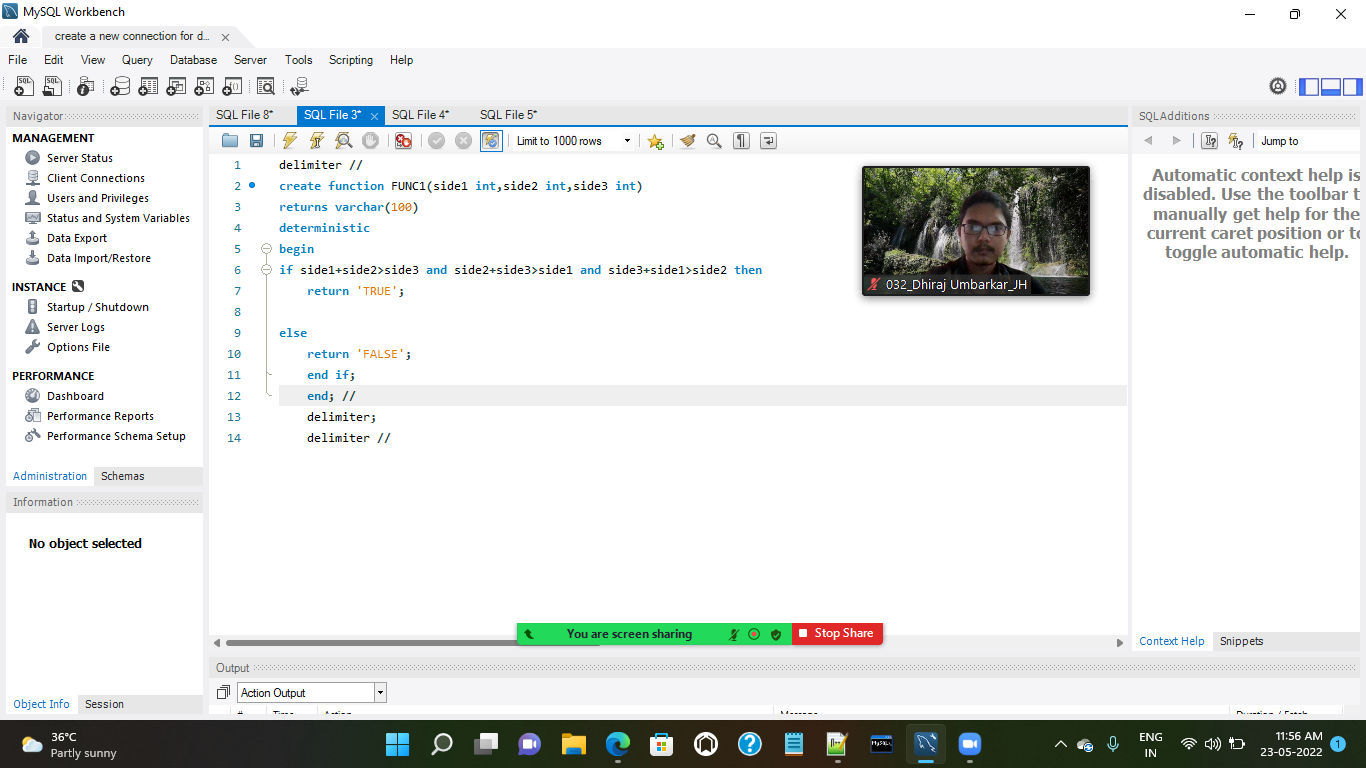 MySQL Workbench
create a new connection for d...
File Edit View Query Database Server Tools Scripting Help
Navigator
MANAGEMENT
Server Status
Client Connections
Users and Privileges
Status and System Variables
Data Export
Data Import/Restore
INSTANCE
Startup / Shutdown
Server Logs
Options File
PERFORMANCE
Dashboard
Performance Reports
Performance Schema Setup
Administration Schemas
Information
No object selected
Object Info Session
SQL File 8* SQL File 3* SQL File 4* SQL File 5*
Limit to 1000 rows
1 delimiter //
2 create function FUNC1(side1 int,side2 int,side3 int)
3 returns varchar(100)
4 deterministic
5 begin
6 if side1+side2>side3 and side2+side3>side1 and side3+side1>side2 then
7 return 'TRUE';
8
9 else
10 return 'FALSE';
11 end if;
12 end; //
13 delimiter;
14 delimiter //
032_Dhiraj Umbarkar_JH
You are screen sharing Stop Share
Output
Action Output
# Time Action Message Duration / Fetch
SQLAdditions
Jump to
Automatic context help is
disabled. Use the toolbar t
manually get help for the
current caret position or to
toggle automatic help.
Context Help Snippets
36°C
Partly sunny
ENG
IN
11:56 AM
23-05-2022
1